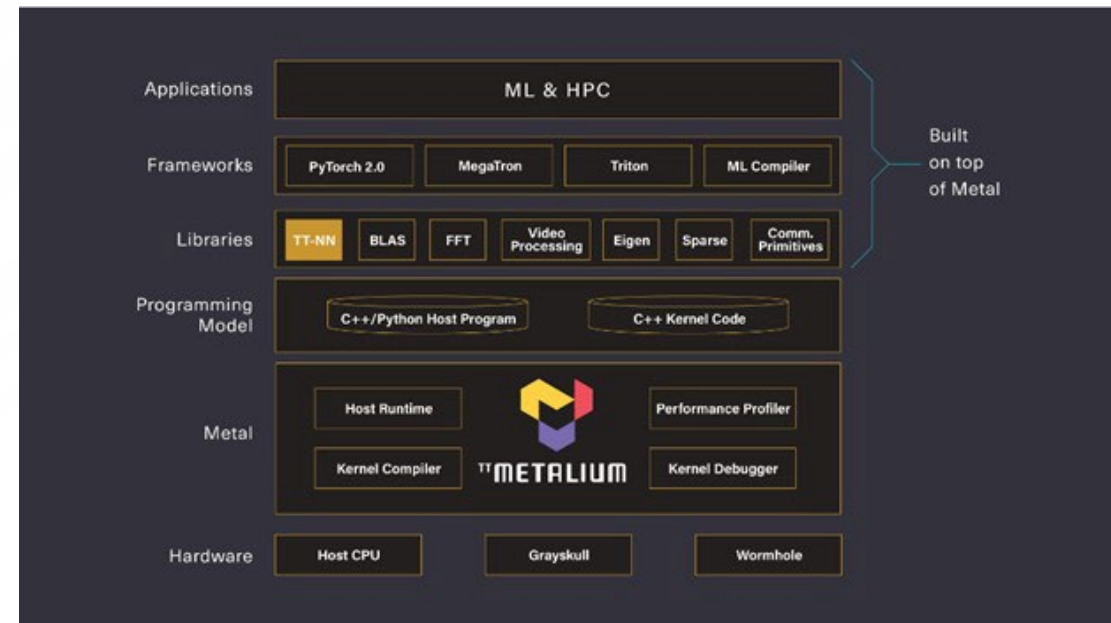 Applications
ML & HPC
Frameworks
PyTorch 2.0
MegaTron
Triton
ML Compiler
Built
on top
of Metal
Libraries
TT-NN
BLAS
FFT
Video
Processing
Eigen
Sparse
Comm.
Primitives
Programming
Model
C++/Python Host Program
C++ Kernel Code
Metal
Host Runtime
Performance Profiler
Kernel Compiler
TT METALIUM
Kernel Debugger
Hardware
Host CPU
Grayskull
Wormhole